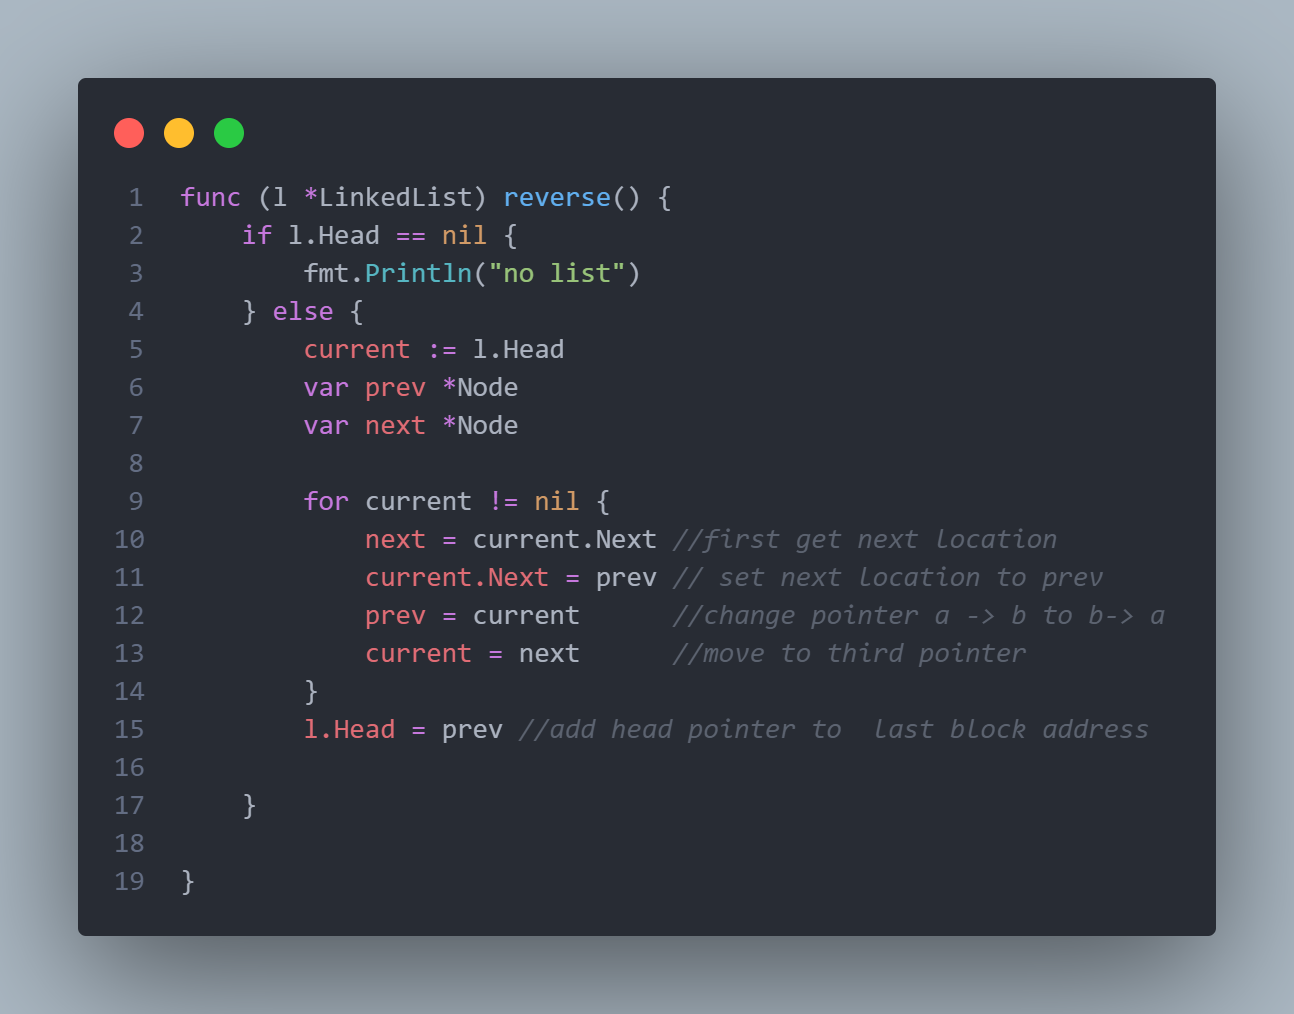 1 func (l *LinkedList) reverse() {
2     if l.Head == nil {
3         fmt.Println("no list")
4     } else {
5         current := l.Head
6         var prev *Node
7         var next *Node
8
9         for current != nil {
10             next = current.Next //first get next location
11             current.Next = prev // set next location to prev
12             prev = current      //change pointer a -> b to b-> a
13             current = next      //move to third pointer
14         }
15         l.Head = prev //add head pointer to  last block address
16
17     }
18
19 }